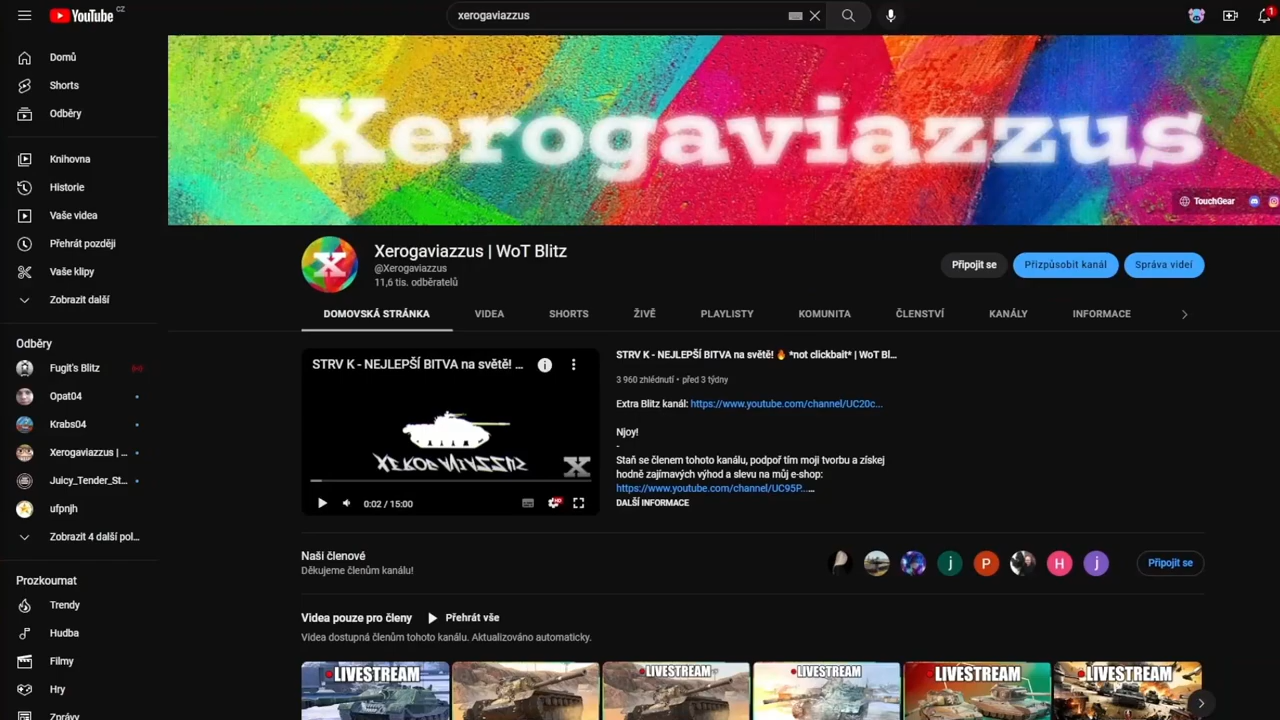 YouTube CZ
xerogaviazzus
1
Domů
Shorts
Odběry
Knihovna
Historie
Vaše videa
Přehrát později
Vaše klipy
Zobrazit další
Odběry
Fugit's Blitz
Opat04
Krabs04
Xerogaviazzus | ...
Juicy_Tender_St...
ufpnjh
Zobrazit 4 další pol...
Prozkoumat
Trendy
Hudba
Filmy
Hry
Zprávy
Xerogaviazzus
TouchGear
X
Xerogaviazzus | WoT Blitz
@Xerogaviazzus
11,6 tis. odběratelů
Připojit se
Přizpůsobit kanál
Správa videí
DOMOVSKÁ STRÁNKA
VIDEA
SHORTS
ŽIVĚ
PLAYLISTY
KOMUNITA
ČLENSTVÍ
KANÁLY
INFORMACE
STRV K - NEJLEPŠÍ BITVA na světě! ...
X
0:02 / 15:00
HD
STRV K - NEJLEPŠÍ BITVA na světě! 🔥 *not clickbait* | WoT Bl...
3 960 zhlédnutí • před 3 týdny
Extra Blitz kanál: https://www.youtube.com/channel/UC20c...
Njoy!
-
Staň se členem tohoto kanálu, podpoř tím moji tvorbu a získej
hodně zajímavých výhod a slevu na můj e-shop:
https://www.youtube.com/channel/UC95P...…
DALŠÍ INFORMACE
Naši členové
Děkujeme členům kanálu!
j
P
H
j
Připojit se
Videa pouze pro členy
Přehrát vše
Videa dostupná členům tohoto kanálu. Aktualizováno automaticky.
LIVESTREAM
LIVESTREAM
LIVESTREAM
LIVESTREAM
LIVESTREAM